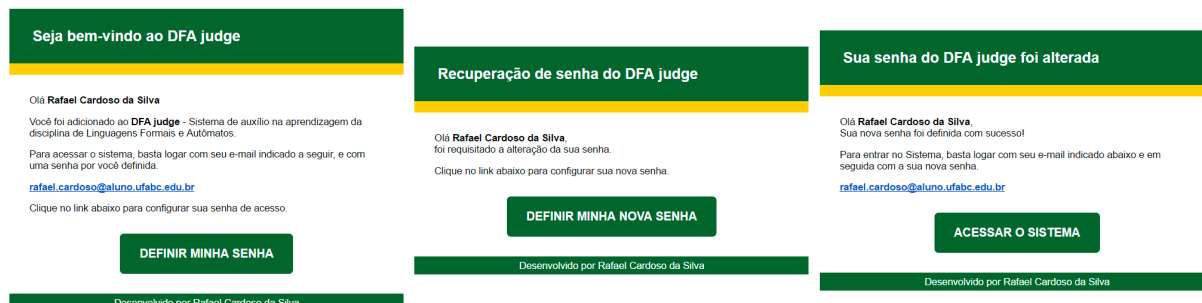 Seja bem-vindo ao DFA judge
Olá Rafael Cardoso da Silva
Você foi adicionado ao DFA judge - Sistema de auxílio na aprendizagem da
disciplina de Linguagens Formais e Autômatos.
Para acessar o sistema, basta logar com seu e-mail indicado a seguir, e com
uma senha por você definida.
rafael.cardoso@aluno.ufabc.edu.br
Clique no link abaixo para configurar sua senha de acesso.
DEFINIR MINHA SENHA
Desenvolvido por Rafael Cardoso da Silva
Recuperação de senha do DFA judge
Olá Rafael Cardoso da Silva,
foi requisitado a alteração da sua senha.
Clique no link abaixo para configurar sua nova senha.
DEFINIR MINHA NOVA SENHA
Desenvolvido por Rafael Cardoso da Silva
Sua senha do DFA judge foi alterada
Olá Rafael Cardoso da Silva,
Sua nova senha foi definida com sucesso!
Para entrar no Sistema, basta logar com seu e-mail indicado abaixo e em
seguida com a sua nova senha.
rafael.cardoso@aluno.ufabc.edu.br
ACESSAR O SISTEMA
Desenvolvido por Rafael Cardoso da Silva